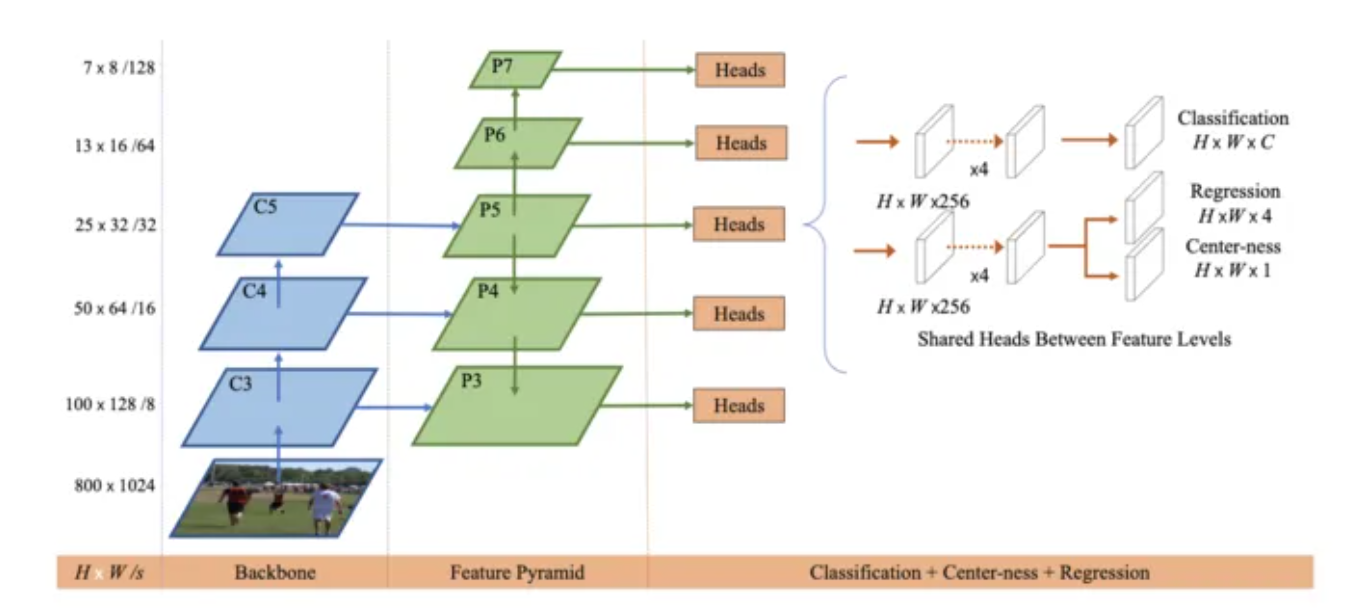 7 x 8 /128
13 x 16 /64
25 x 32 /32
50 x 64 /16
100 x 128 /8
800 x 1024
C5
C4
C3
P7
P6
P5
P4
P3
Heads
Heads
Heads
Heads
Heads
x4
H x W x256
x4
H x W x256
Classification
H x W x C
Regression
H x W x 4
Center-ness
H x W x 1
Shared Heads Between Feature Levels
H x W /s
Backbone
Feature Pyramid
Classification + Center-ness + Regression